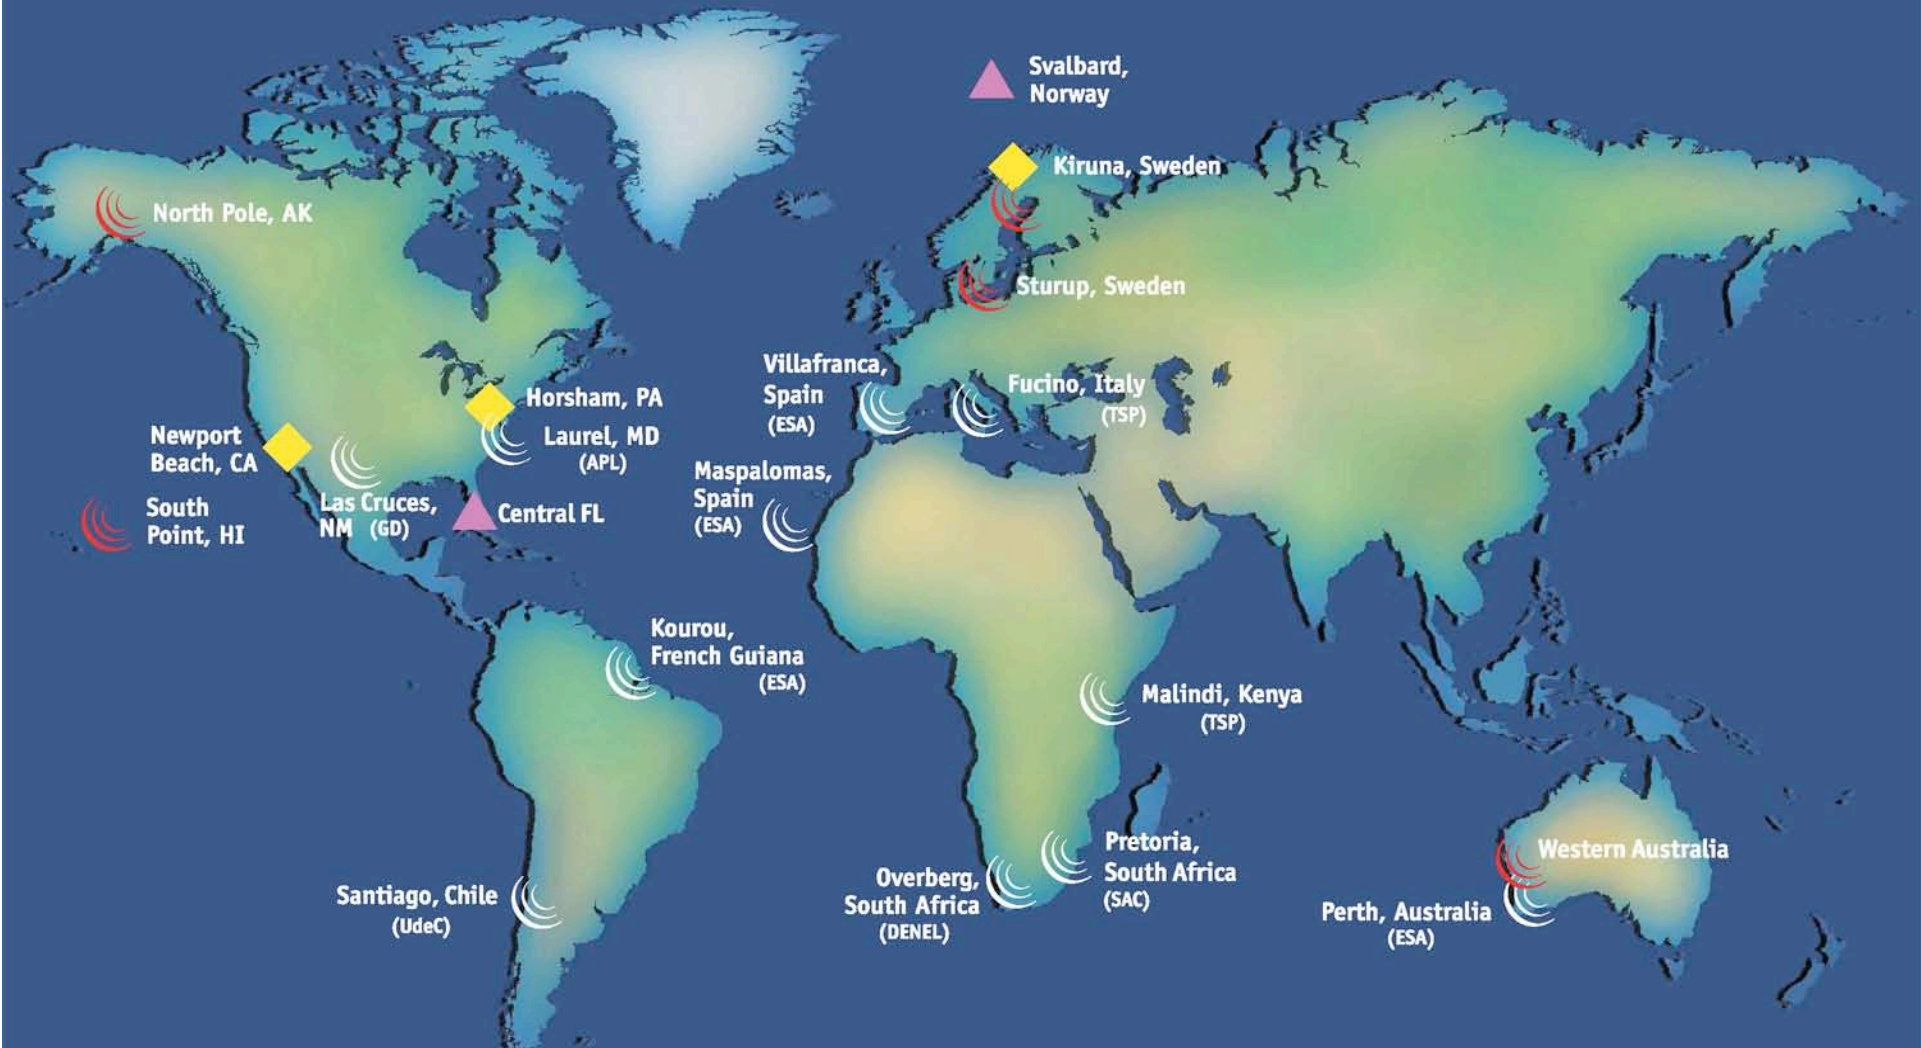 Svalbard,
Norway
Kiruna, Sweden
North Pole, AK
Sturup, Sweden
Villafranca,
Spain
(ESA)
Fucino, Italy
(TSP)
Horsham, PA
Laurel, MD
(APL)
Newport
Beach, CA
Maspalomas,
Spain
(ESA)
South
Point, HI
Las Cruces,
NM (GD)
Central FL
Kourou,
French Guiana
(ESA)
Malindi, Kenya
(TSP)
Pretoria,
South Africa
(SAC)
Western Australia
Overberg,
South Africa
(DENEL)
Santiago, Chile
(UdeC)
Perth, Australia
(ESA)